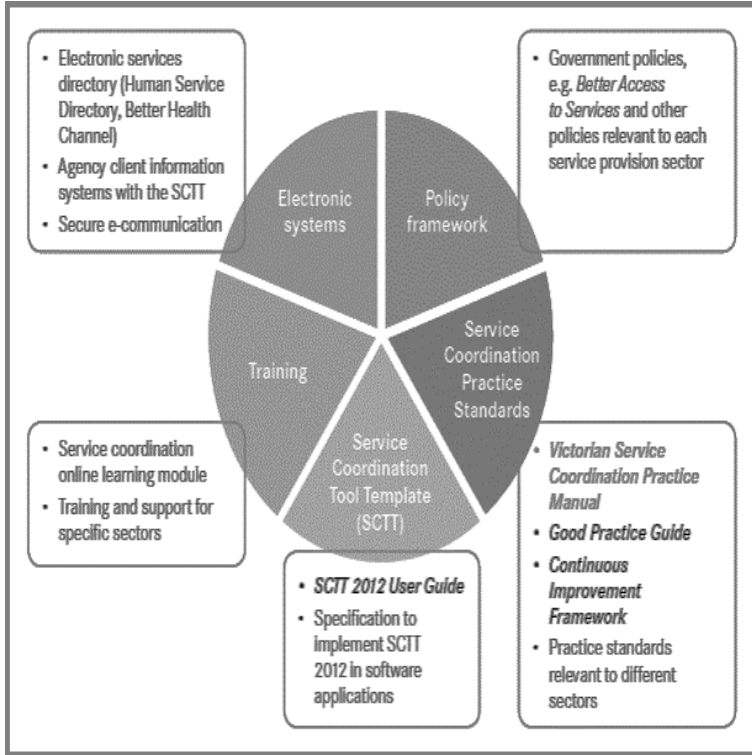 • Electronic services
directory (Human Service
Directory, Better Health
Channel)
• Agency client information
systems with the SCTT
• Secure e-communication
• Government policies,
e.g. Better Access
to Services and other
policies relevant to each
service provision sector
Electronic
systems
Policy
framework
Training
Service
Coordination
Practice
Standards
Service
Coordination
Tool Template
(SCTT)
• Service coordination
online learning module
• Training and support for
specific sectors
• SCTT 2012 User Guide
• Specification to
implement SCTT
2012 in software
applications
• Victorian Service
Coordination Practice
Manual
• Good Practice Guide
• Continuous
Improvement
Framework
• Practice standards
relevant to different
sectors